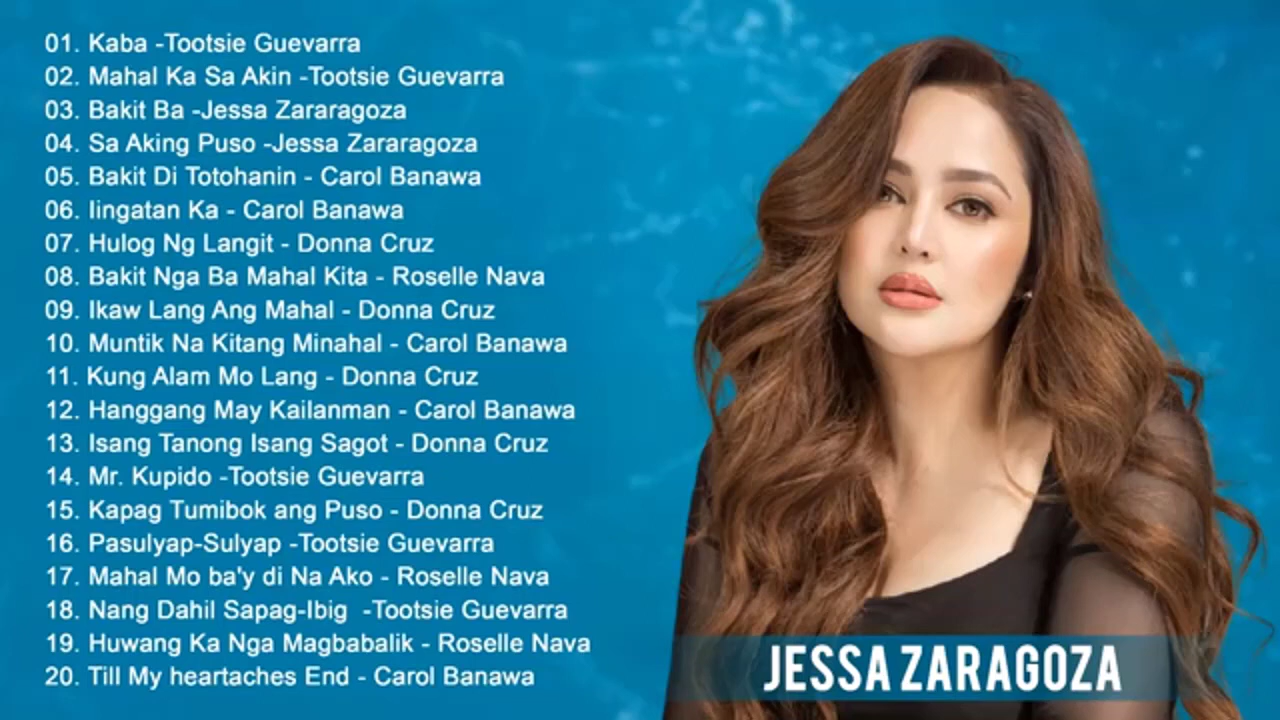 01. Kaba -Tootsie Guevarra
02. Mahal Ka Sa Akin -Tootsie Guevarra
03. Bakit Ba -Jessa Zararagoza
04. Sa Aking Puso -Jessa Zararagoza
05. Bakit Di Totohanin - Carol Banawa
06. Iingatan Ka - Carol Banawa
07. Hulog Ng Langit - Donna Cruz
08. Bakit Nga Ba Mahal Kita - Roselle Nava
09. Ikaw Lang Ang Mahal - Donna Cruz
10. Muntik Na Kitang Minahal - Carol Banawa
11. Kung Alam Mo Lang - Donna Cruz
12. Hanggang May Kailanman - Carol Banawa
13. Isang Tanong Isang Sagot - Donna Cruz
14. Mr. Kupido -Tootsie Guevarra
15. Kapag Tumibok ang Puso - Donna Cruz
16. Pasulyap-Sulyap -Tootsie Guevarra
17. Mahal Mo ba'y di Na Ako - Roselle Nava
18. Nang Dahil Sapag-Ibig  -Tootsie Guevarra
19. Huwang Ka Nga Magbabalik - Roselle Nava
20. Till My heartaches End - Carol Banawa
JESSA ZARAGOZA